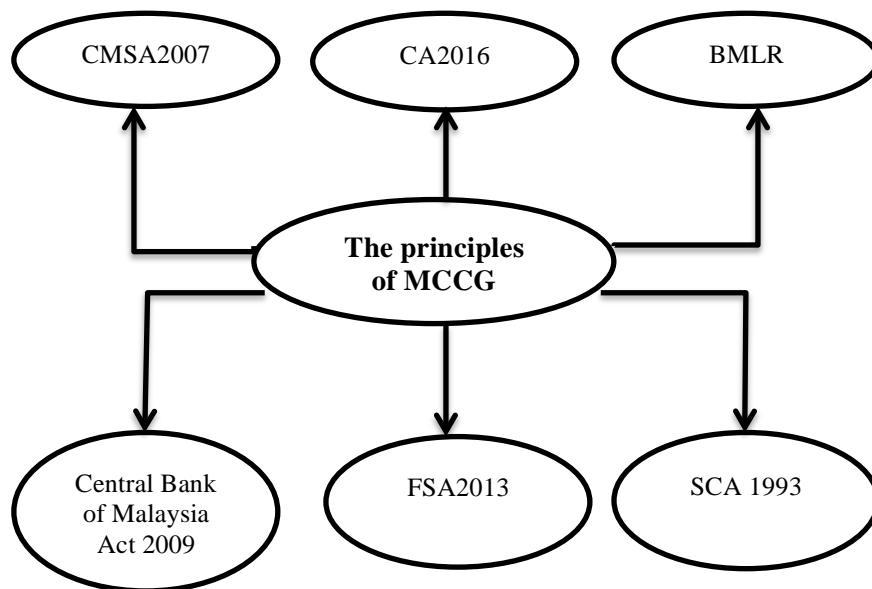 CMSA2007
CA2016
BMLR
The principles
of MCCG
Central Bank
of Malaysia
Act 2009
FSA2013
SCA 1993